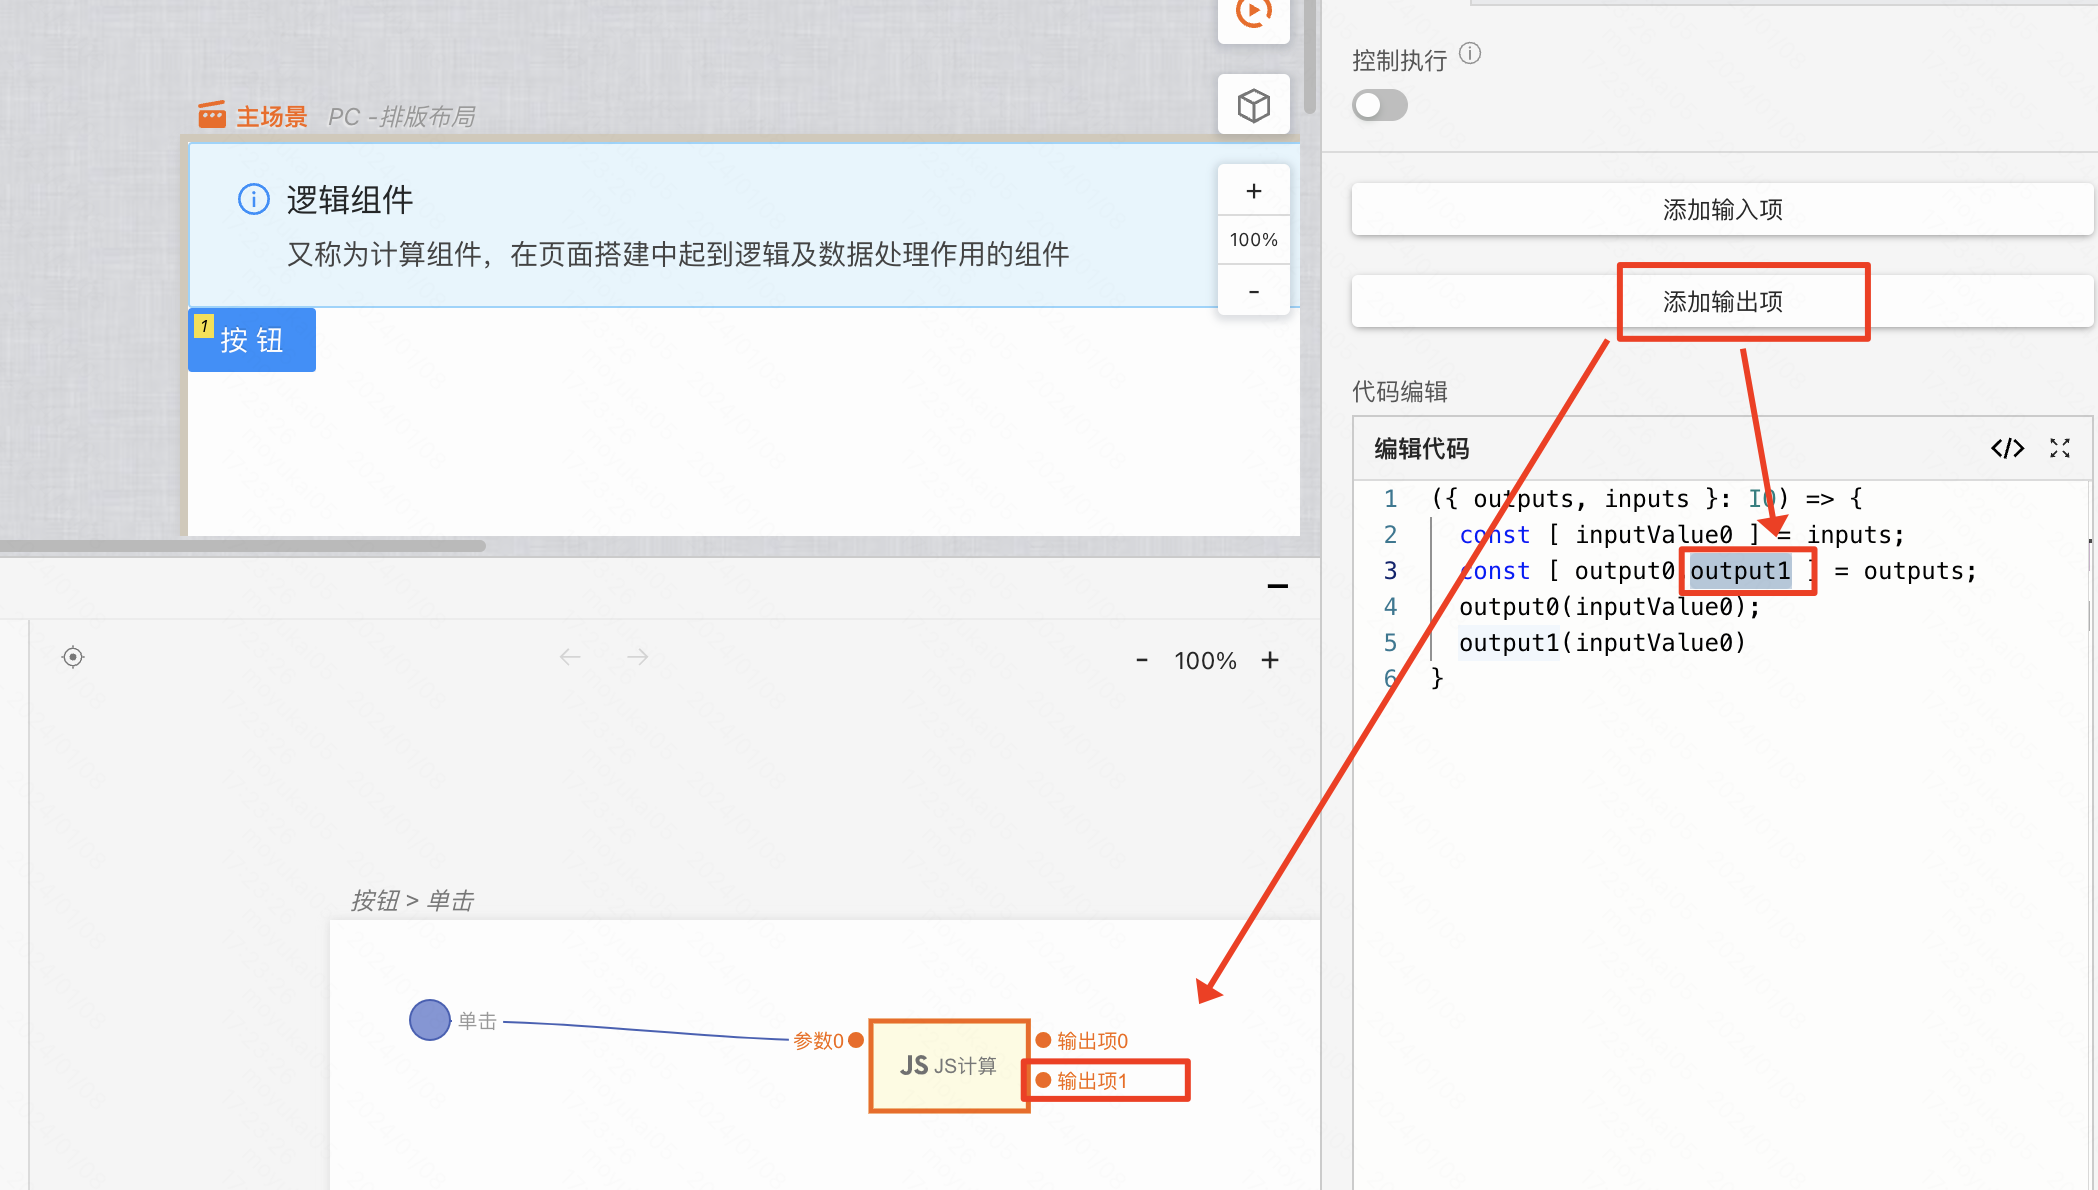 主场景 PC -排版布局
逻辑组件
又称为计算组件，在页面搭建中起到逻辑及数据处理作用的组件
1
按 钮
+
100%
-
- 100% +
按钮 > 单击
单击
参数0
JS JS计算
输出项0
输出项1
控制执行
添加输入项
添加输出项
代码编辑
编辑代码 </>
1 ({ outputs, inputs }: IO) => {
2 const [ inputValue0 ] = inputs;
3 const [ output0,output1 ] = outputs;
4 output0(inputValue0);
5 output1(inputValue0)
6 }